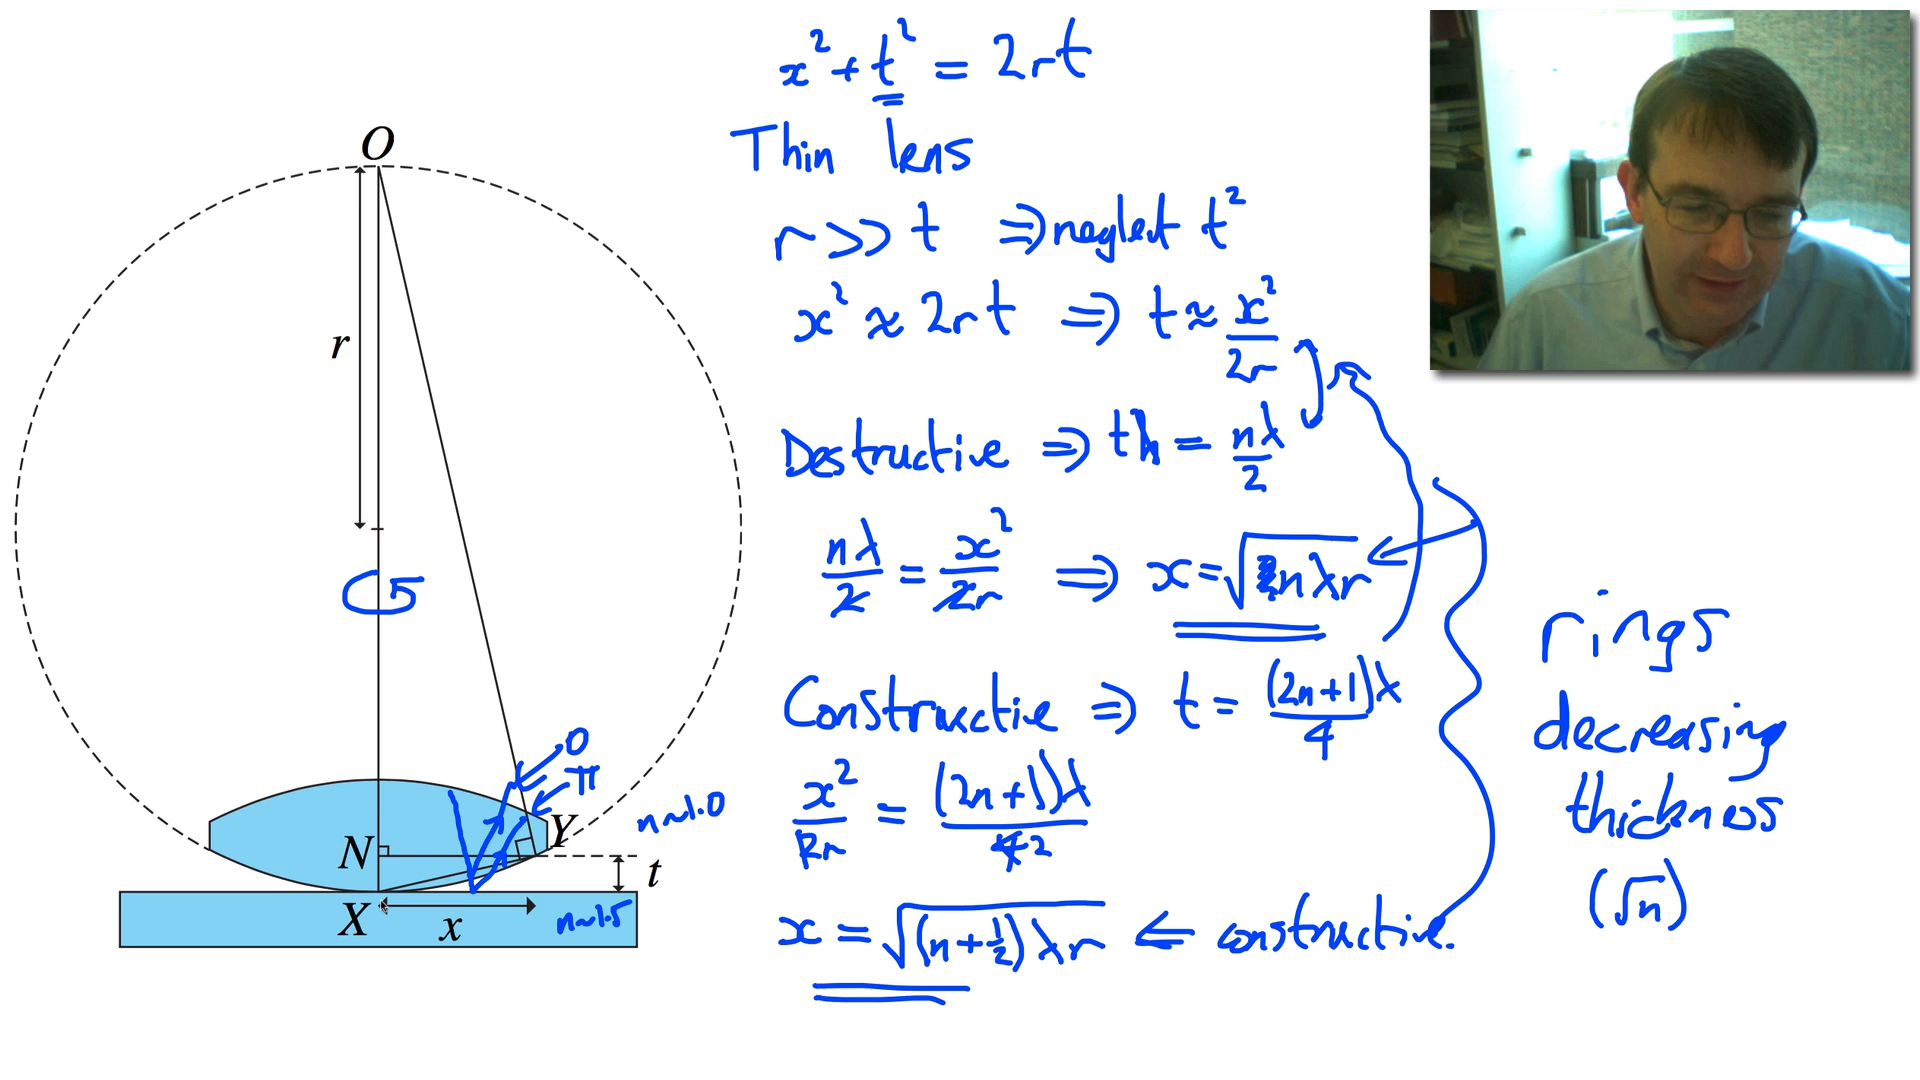 O
r
C5
O
π
n~1.0
N
Y
t
X
x
n~1.5
x² + t² = 2rt
Thin lens
r >> t ⇒ neglect t²
x² ≈ 2rt ⇒ t ≈ x²/2r
Destructive ⇒ t = nλ/2
nλ/2 = x²/2r ⇒ x = √nλr
Constructive ⇒ t = (2n+1)λ/4
x²/2r = (2n+1)λ/42
x = √(n+½)λr ⇐ constructive.
rings
decreasing
thickness
(√n)